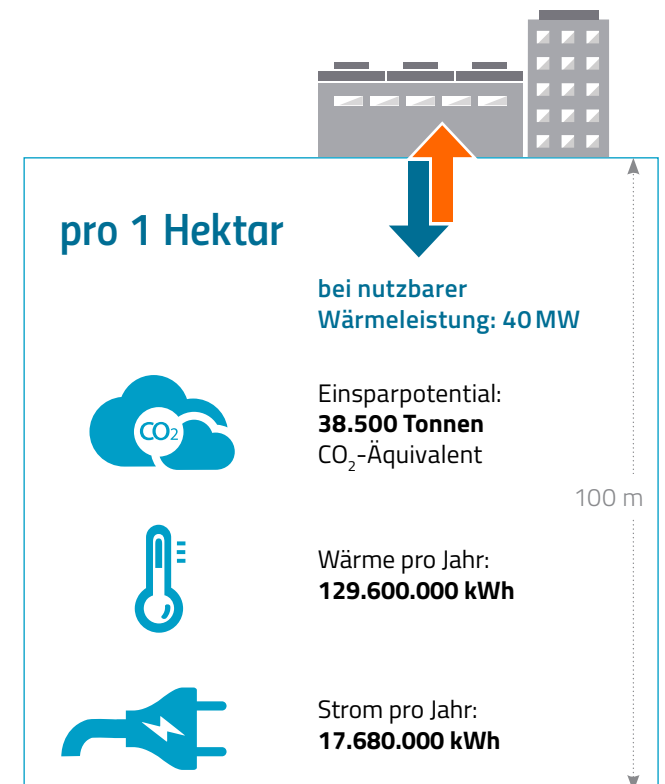 pro 1 Hektar
bei nutzbarer
Wärmeleistung: 40 MW
CO₂
Einsparpotential:
38.500 Tonnen
CO₂-Äquivalent
100 m
Wärme pro Jahr:
129.600.000 kWh
Strom pro Jahr:
17.680.000 kWh